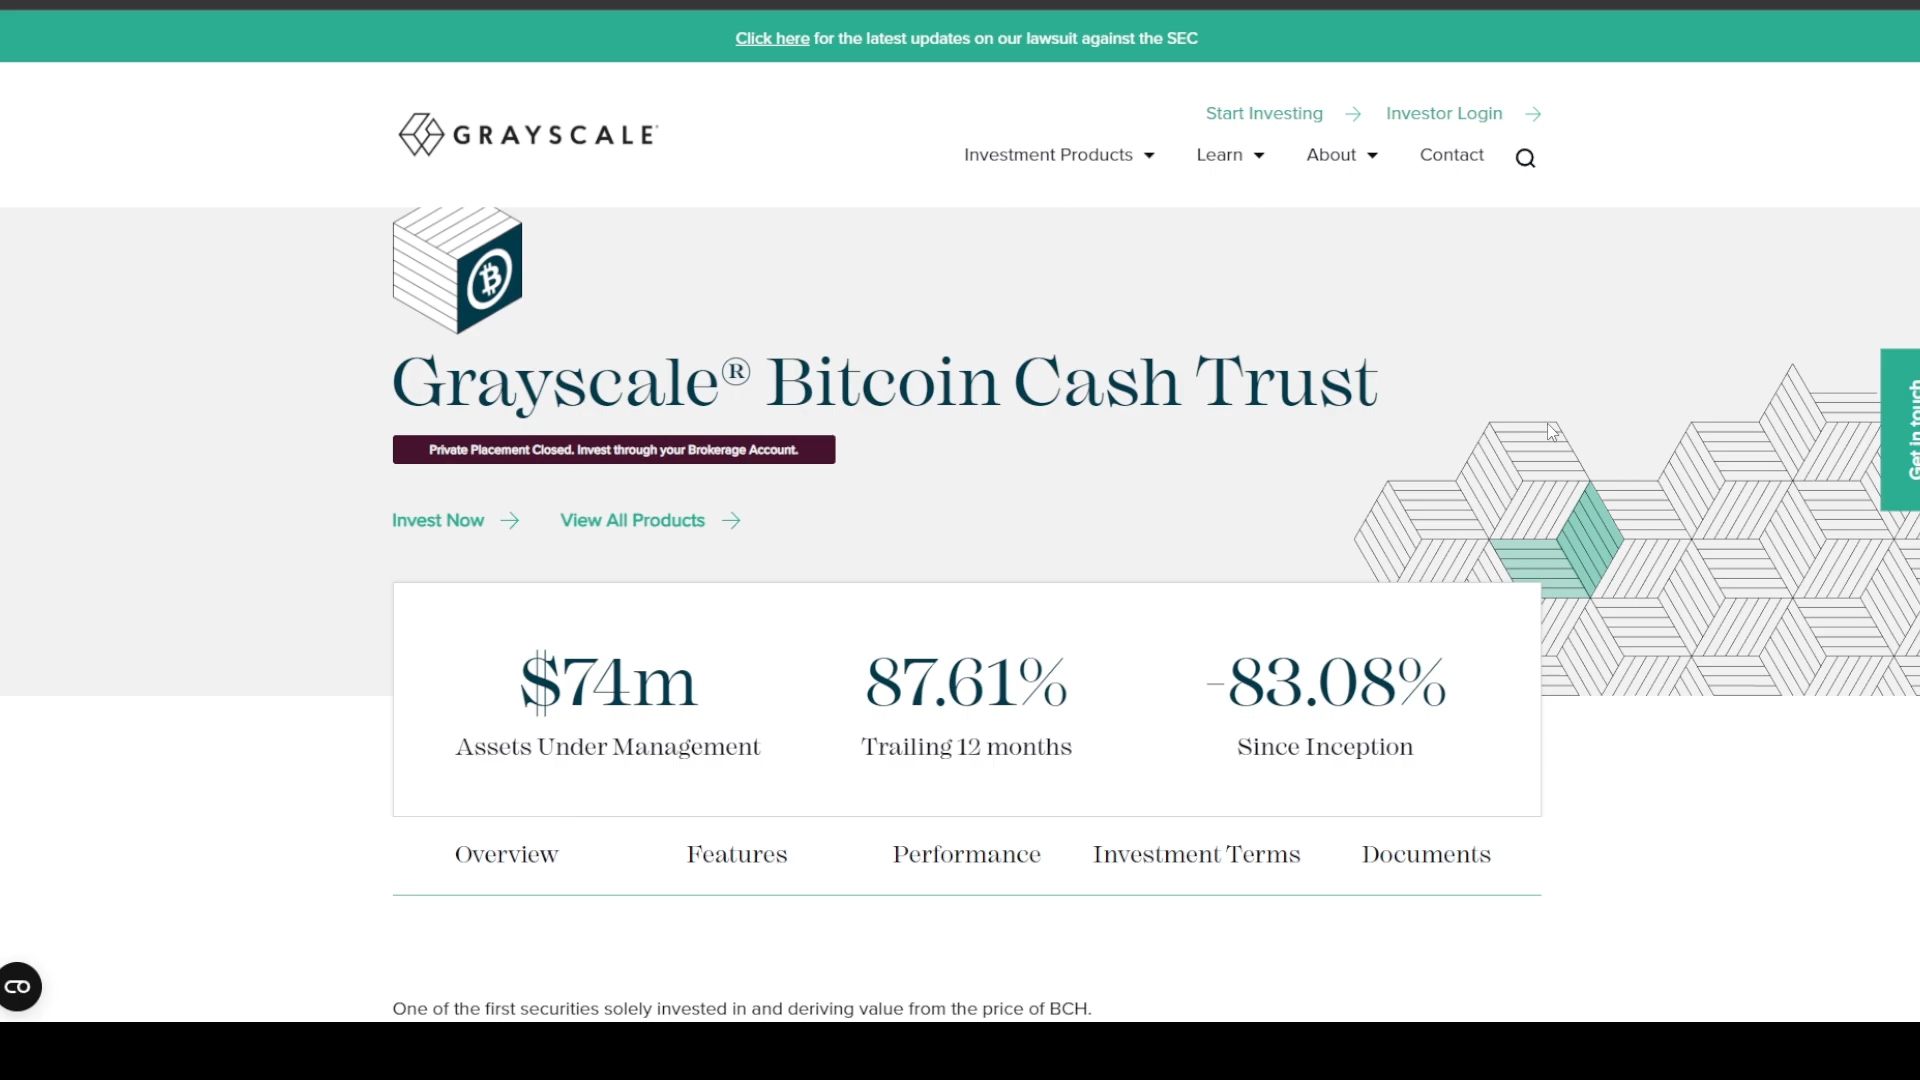 Click here for the latest updates on our lawsuit against the SEC
Start Investing
Investor Login
GRAYSCALE
Investment Products
Learn
About
Contact
Grayscale® Bitcoin Cash Trust
Private Placement Closed. Invest through your Brokerage Account.
Get in touch
Invest Now
View All Products
$74m
87.61%
-83.08%
Assets Under Management
Trailing 12 months
Since Inception
Overview
Features
Performance
Investment Terms
Documents
One of the first securities solely invested in and deriving value from the price of BCH.